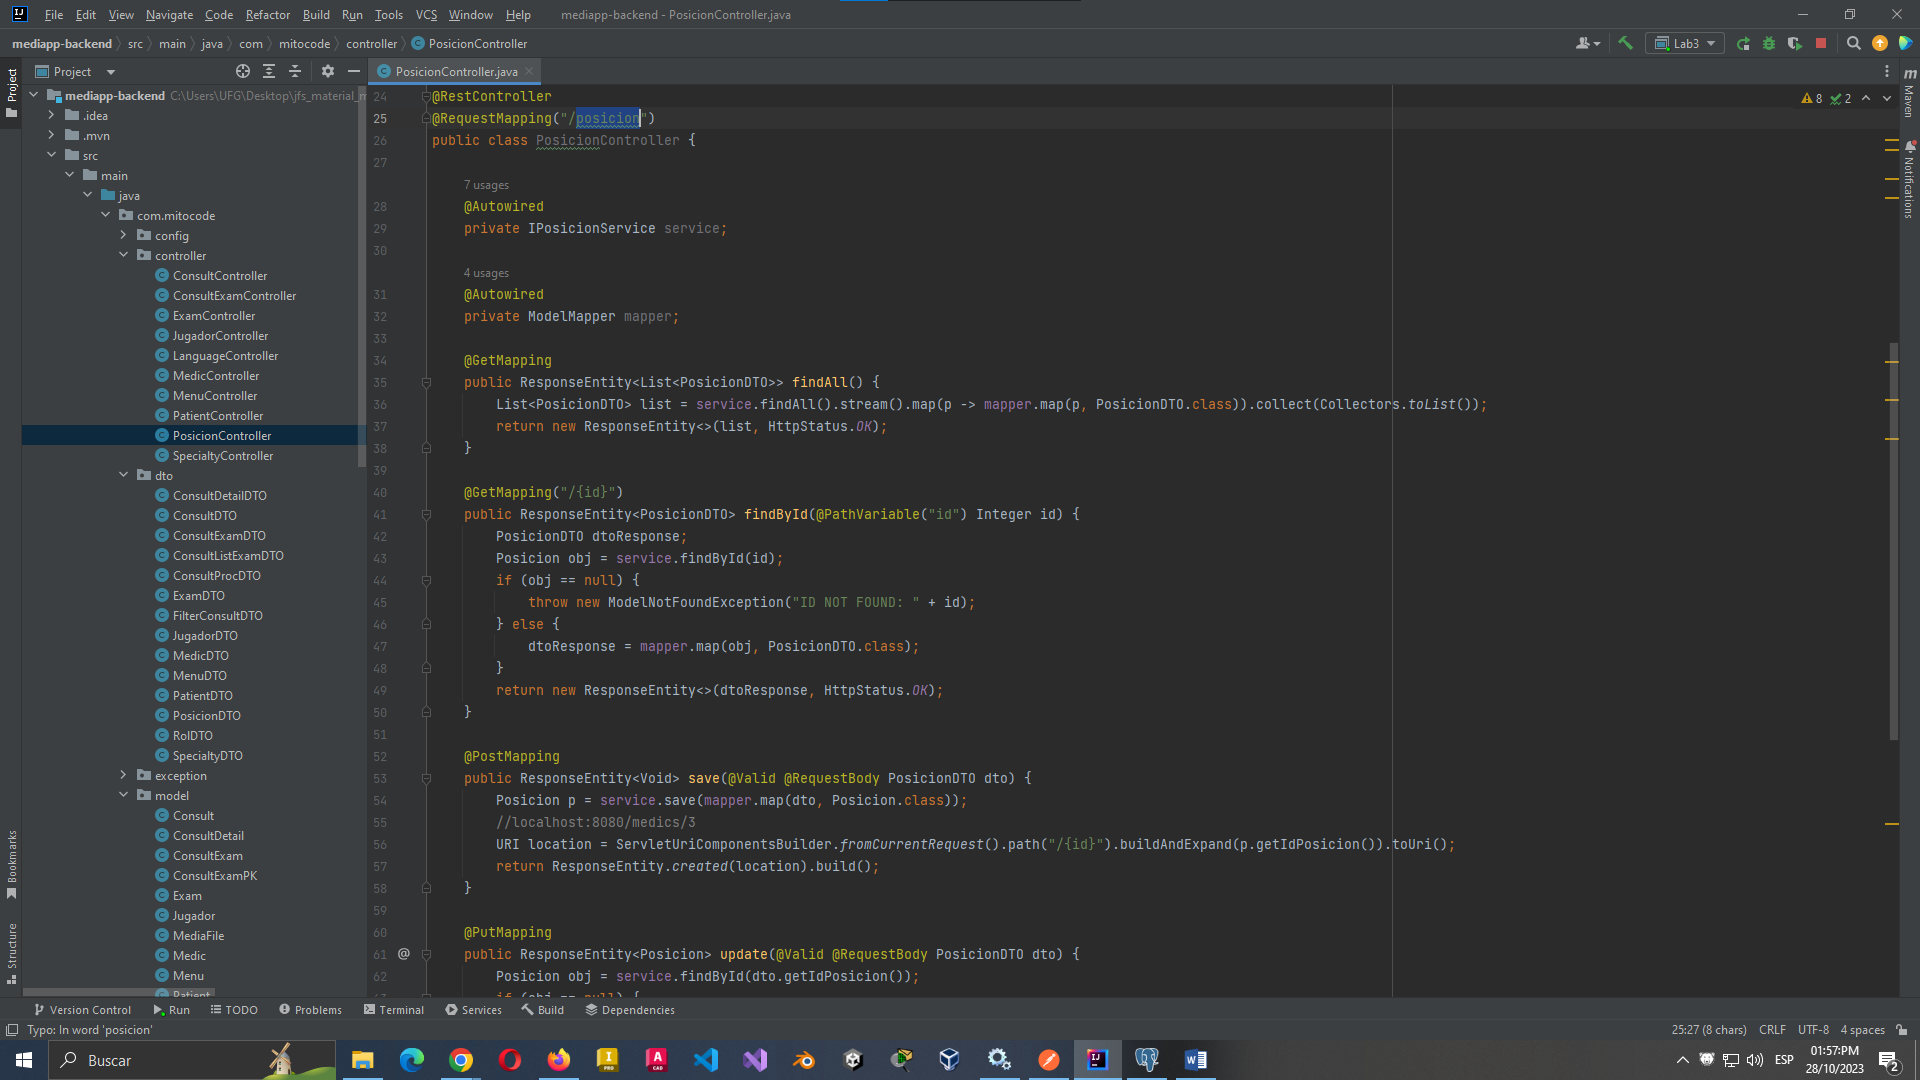 File Edit View Navigate Code Refactor Build Run Tools VCS Window Help mediapp-backend - PosicionController.java
mediapp-backend src main java com mitocode controller PosicionController
Lab3
Project
PosicionController.java
mediapp-backend C:\Users\UFG\Desktop\jfs_material_m
.idea
.mvn
src
main
java
com.mitocode
config
controller
ConsultController
ConsultExamController
ExamController
JugadorController
LanguageController
MedicController
MenuController
PatientController
PosicionController
SpecialtyController
dto
ConsultDetailDTO
ConsultDTO
ConsultExamDTO
ConsultListExamDTO
ConsultProcDTO
ExamDTO
FilterConsultDTO
JugadorDTO
MedicDTO
MenuDTO
PatientDTO
PosicionDTO
RolDTO
SpecialtyDTO
exception
model
Consult
ConsultDetail
ConsultExam
ConsultExamPK
Exam
Jugador
MediaFile
Medic
Menu
Patient
Project
Bookmarks
Structure
24 @RestController
25 @RequestMapping("/posicion")
26 public class PosicionController {
27
7 usages
28 @Autowired
29 private IPosicionService service;
30
4 usages
31 @Autowired
32 private ModelMapper mapper;
33
34 @GetMapping
35 public ResponseEntity<List<PosicionDTO>> findAll() {
36 List<PosicionDTO> list = service.findAll().stream().map(p -> mapper.map(p, PosicionDTO.class)).collect(Collectors.toList());
37 return new ResponseEntity<>(list, HttpStatus.OK);
38 }
39
40 @GetMapping("/{id}")
41 public ResponseEntity<PosicionDTO> findById(@PathVariable("id") Integer id) {
42 PosicionDTO dtoResponse;
43 Posicion obj = service.findById(id);
44 if (obj == null) {
45 throw new ModelNotFoundException("ID NOT FOUND: " + id);
46 } else {
47 dtoResponse = mapper.map(obj, PosicionDTO.class);
48 }
49 return new ResponseEntity<>(dtoResponse, HttpStatus.OK);
50 }
51
52 @PostMapping
53 public ResponseEntity<Void> save(@Valid @RequestBody PosicionDTO dto) {
54 Posicion p = service.save(mapper.map(dto, Posicion.class));
55 //localhost:8080/medics/3
56 URI location = ServletUriComponentsBuilder.fromCurrentRequest().path("/{id}").buildAndExpand(p.getIdPosicion()).toUri();
57 return ResponseEntity.created(location).build();
58 }
59
60 @PutMapping
61 @ public ResponseEntity<Posicion> update(@Valid @RequestBody PosicionDTO dto) {
62 Posicion obj = service.findById(dto.getIdPosicion());
63 if (obj == null) {
8 2
m
Maven
Notifications
Version Control Run TODO Problems Terminal Services Build Dependencies
Typo: In word 'posicion' 25:27 (8 chars) CRLF UTF-8 4 spaces
Buscar
ESP
01:57:PM
28/10/2023
2